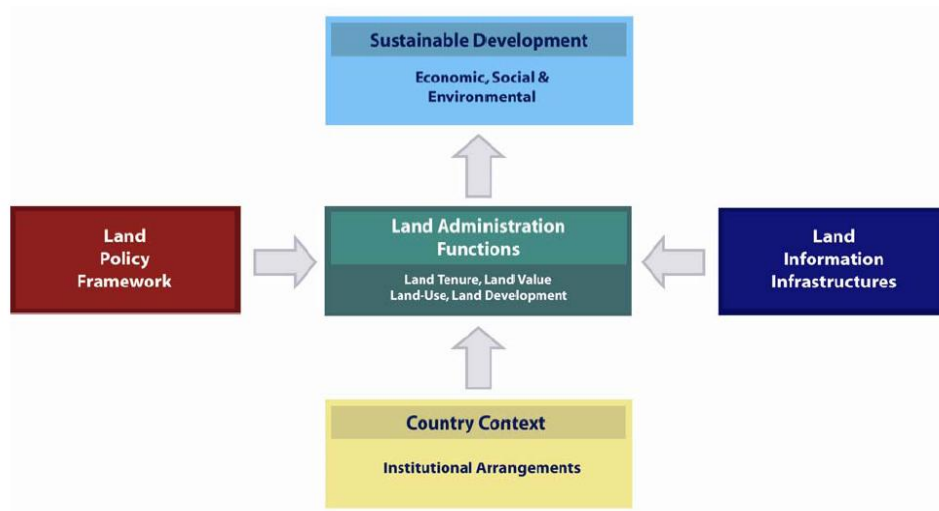 Sustainable Development
Economic, Social &
Environmental
Land
Policy
Framework
Land Administration
Functions
Land Tenure, Land Value
Land-Use, Land Development
Land
Information
Infrastructures
Country Context
Institutional Arrangements